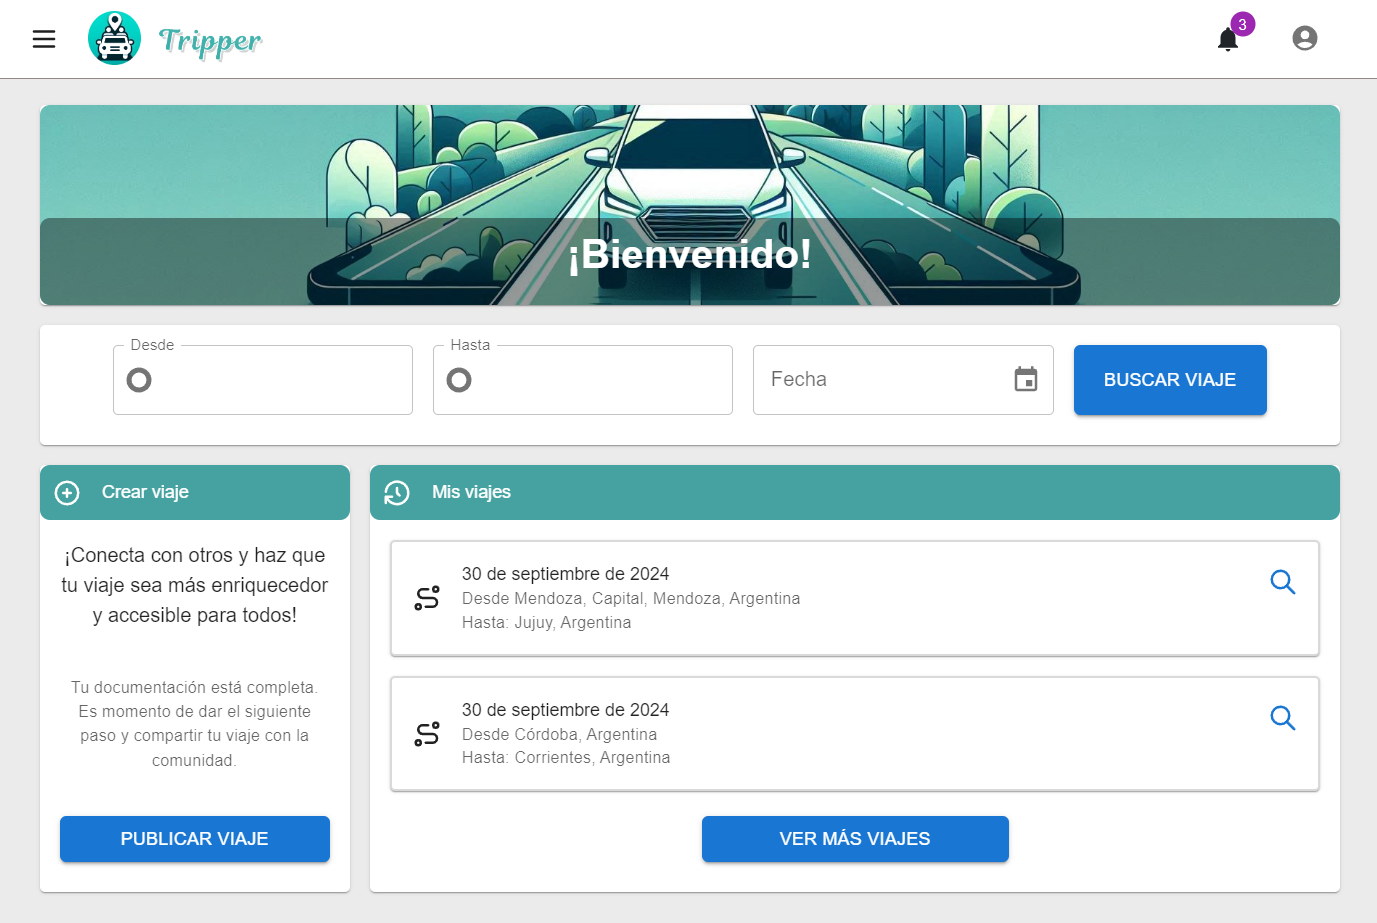 Tripper
3
¡Bienvenido!
Desde
Hasta
Fecha
BUSCAR VIAJE
Crear viaje
¡Conecta con otros y haz que
tu viaje sea más enriquecedor
y accesible para todos!
Tu documentación está completa.
Es momento de dar el siguiente
paso y compartir tu viaje con la
comunidad.
PUBLICAR VIAJE
Mis viajes
30 de septiembre de 2024
Desde Mendoza, Capital, Mendoza, Argentina
Hasta: Jujuy, Argentina
30 de septiembre de 2024
Desde Córdoba, Argentina
Hasta: Corrientes, Argentina
VER MÁS VIAJES